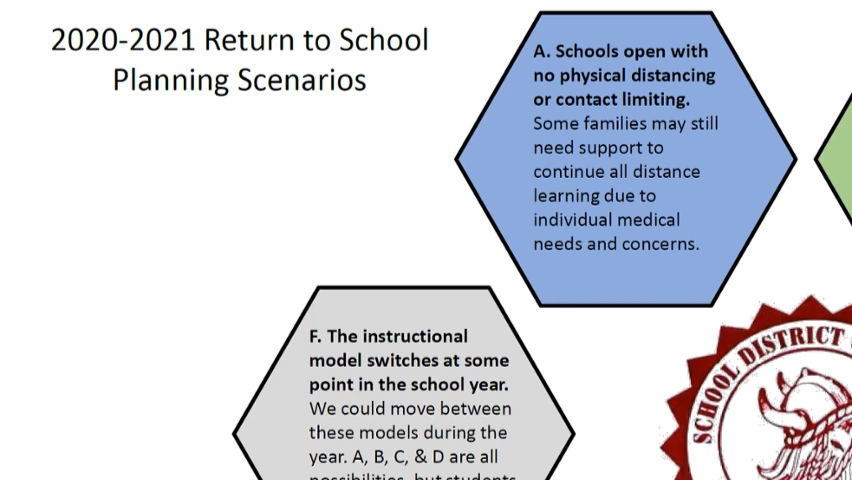 2020-2021 Return to School
Planning Scenarios
A. Schools open with
no physical distancing
or contact limiting.
Some families may still
need support to
continue all distance
learning due to
individual medical
needs and concerns.
F. The instructional
model switches at some
point in the school year.
We could move between
these models during the
year. A, B, C, & D are all
possibilities, but students
SCHOOL DISTRICT